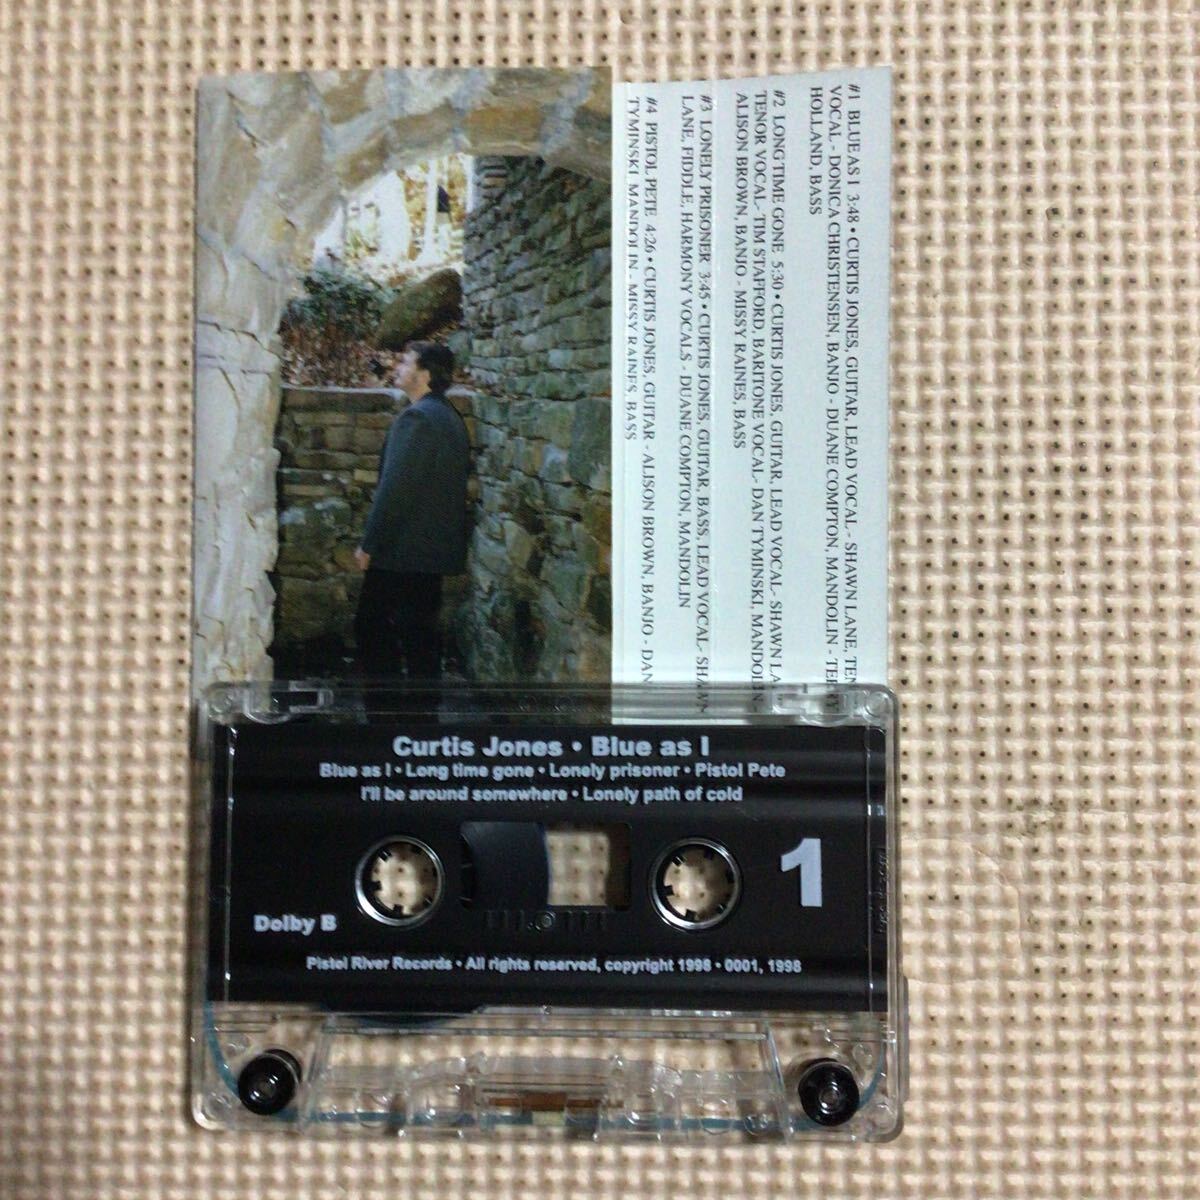 #1 BLUE AS I 3:48 • CURTIS JONES, GUITAR, LEAD VOCAL - SHAWN LANE,
VOCAL - DONICA CHRISTENSEN, BANJO - DUANE COMPTON, MANDOLIN -
HOLLAND, BASS
#2 LONG TIME GONE 5:30 • CURTIS JONES, GUITAR, LEAD VOCAL- SHAWN
TENOR VOCAL- TIM STAFFORD, BARITONE VOCAL- DAN TYMINSKI, MANDOLIN -
ALISON BROWN, BANJO - MISSY RAINES, BASS
#3 LONELY PRISONER 3:45 • CURTIS JONES, GUITAR, BASS, LEAD VOCAL- SHAWN
LANE, FIDDLE, HARMONY VOCALS - DUANE COMPTON, MANDOLIN
#4 PISTOL PETE 4:26 • CURTIS JONES, GUITAR - ALISON BROWN, BANJO - DAN
TYMINSKI MANDOLIN - MISSY RAINES, BASS
Curtis Jones • Blue as I
Blue as I • Long time gone • Lonely prisoner • Pistol Pete
I'll be around somewhere • Lonely path of cold
1
Dolby B
Pistol River Records • All rights reserved, copyright 1998 • 0001, 1998